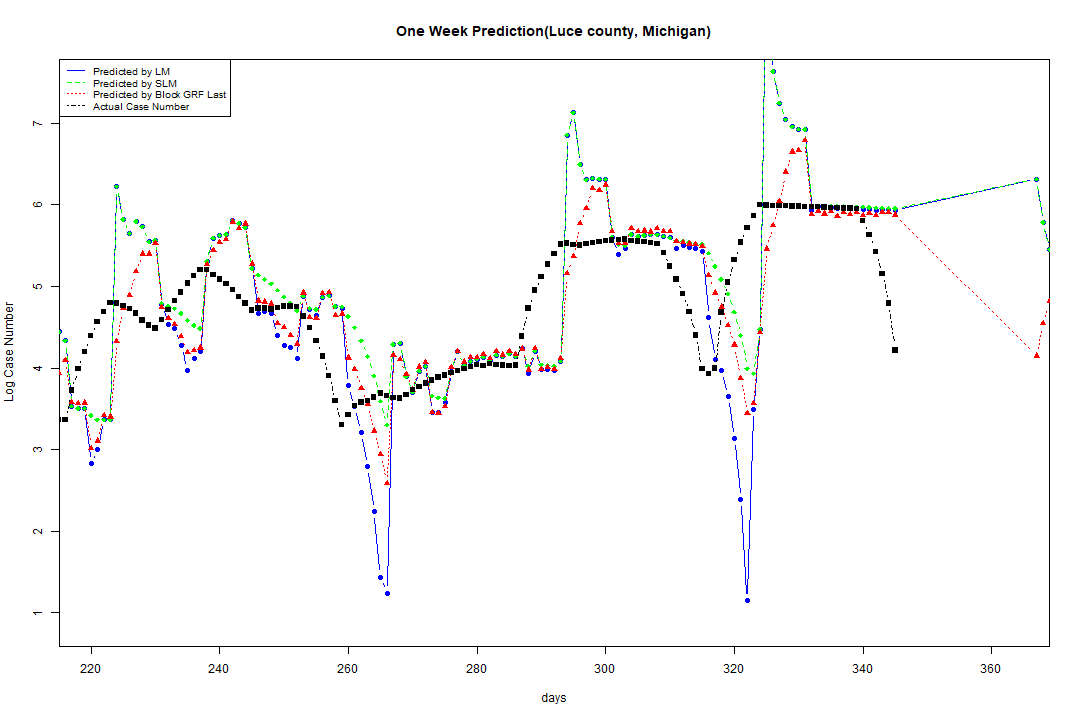 One Week Prediction(Luce county, Michigan)
Predicted by LM
Predicted by SLM
Predicted by Block GRF Last
Actual Case Number
Log Case Number
7
6
5
4
3
2
1
220 240 260 280 300 320 340 360
days